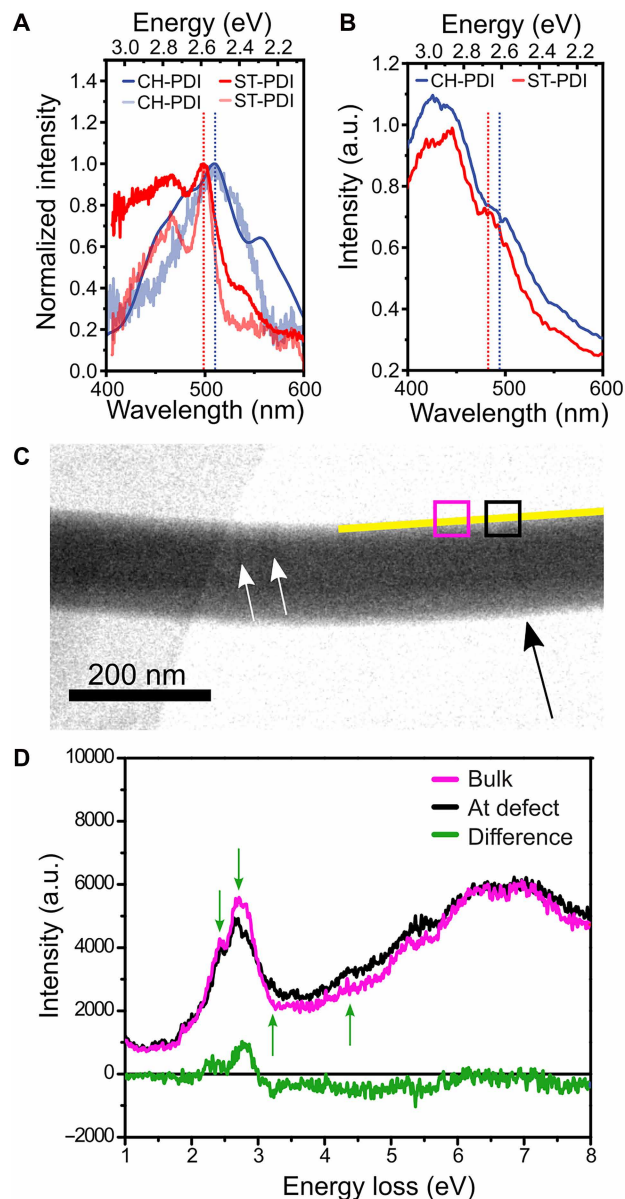 A
Energy (eV)
3.0 2.8 2.6 2.4 2.2
CH-PDI ST-PDI
CH-PDI ST-PDI
1.4
1.2
1.0
0.8
0.6
0.4
0.2
0.0
Normalized intensity
400 500 600
Wavelength (nm)
B
Energy (eV)
3.0 2.8 2.6 2.4 2.2
CH-PDI ST-PDI
1.2
1.0
0.8
0.6
0.4
0.2
Intensity (a.u.)
400 500 600
Wavelength (nm)
C
200 nm
D
10000
8000
6000
4000
2000
0
−2000
Intensity (a.u.)
Bulk
At defect
Difference
1 2 3 4 5 6 7 8
Energy loss (eV)